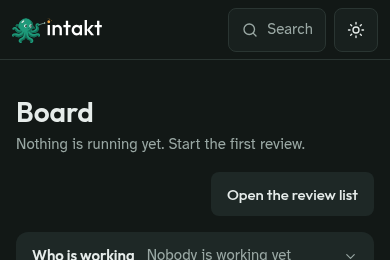 intakt
Search
Board
Nothing is running yet. Start the first review.
Open the review list
Who is working Nobody is working yet